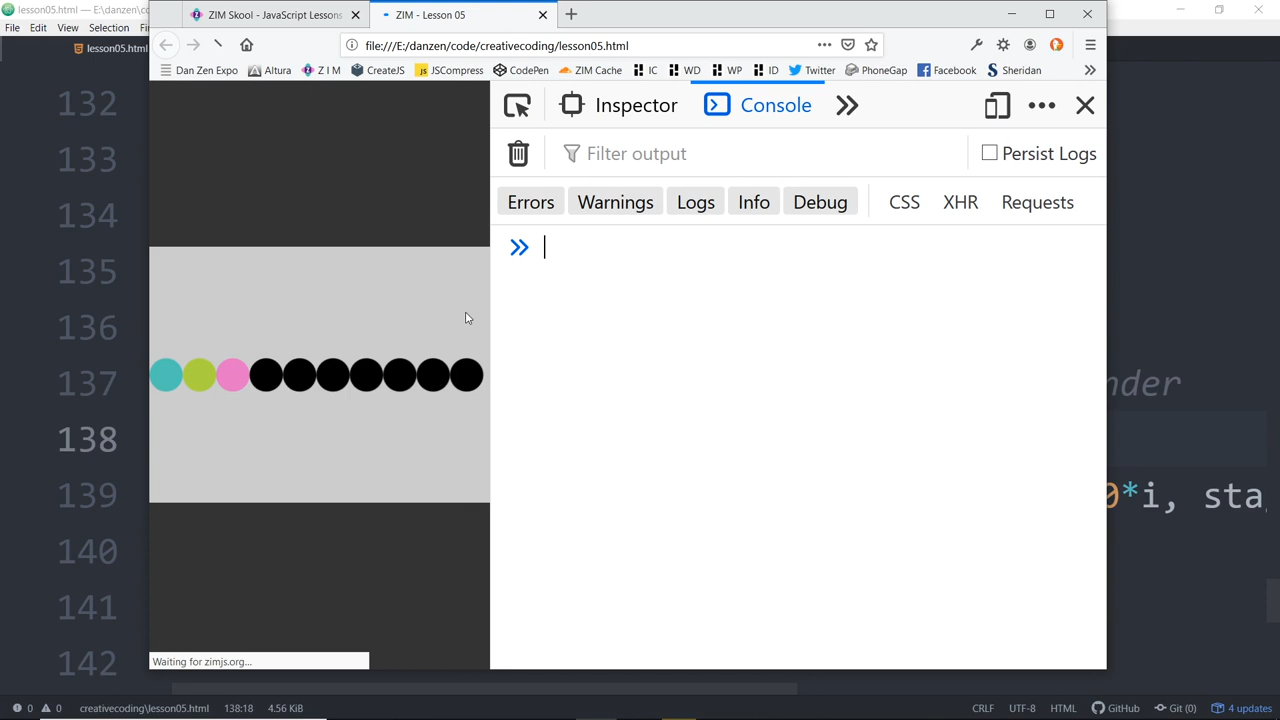 lesson05.html — E:\danzen
File Edit View Selection Fi
lesson05.html
ZIM Skool - JavaScript Lessons
ZIM - Lesson 05
file:///E:/danzen/code/creativecoding/lesson05.html
Dan Zen Expo
Altura
Z I M
CreateJS
JS JSCompress
CodePen
ZIM Cache
IC
WD
WP
ID
Twitter
PhoneGap
Facebook
Sheridan
Inspector
Console
Filter output
Persist Logs
Errors
Warnings
Logs
Info
Debug
CSS
XHR
Requests
132
133
134
135
136
137 nder
138
139 0*i, sta
140
141
142
Waiting for zimjs.org...
0 0 creativecoding\lesson05.html 138:18 4.56 KiB
CRLF UTF-8 HTML GitHub Git (0) 4 updates